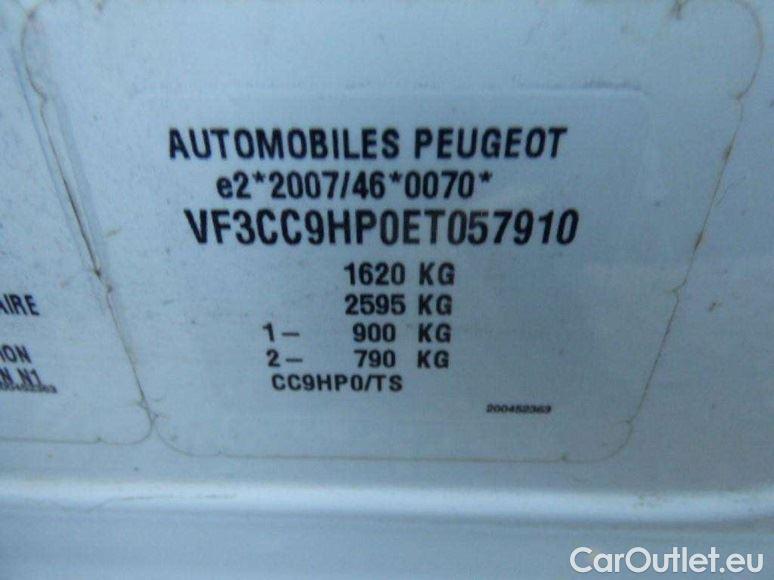 AUTOMOBILES PEUGEOT
e2*2007/46*0070*
VF3CC9HP0ET057910
1620 KG
2595 KG
1– 900 KG
2– 790 KG
CC9HP0/TS
200452363
AIRE
ION
N N1
200452363
CarOutlet.eu